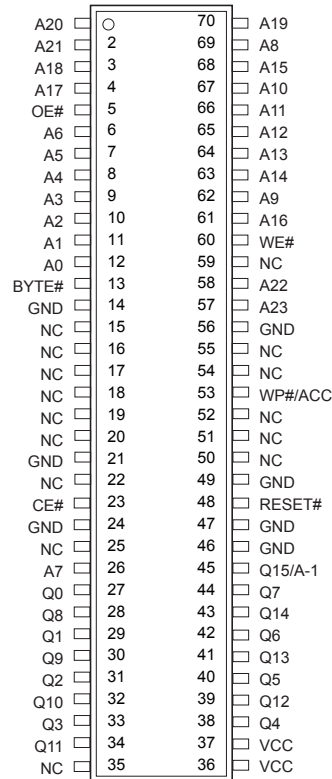 A20 70 A19
A21 2 69 A8
A18 3 68 A15
A17 4 67 A10
OE# 5 66 A11
A6 6 65 A12
A5 7 64 A13
A4 8 63 A14
A3 9 62 A9
A2 10 61 A16
A1 11 60 WE#
A0 12 59 NC
BYTE# 13 58 A22
GND 14 57 A23
NC 15 56 GND
NC 16 55 NC
NC 17 54 NC
NC 18 53 WP#/ACC
NC 19 52 NC
NC 20 51 NC
GND 21 50 NC
NC 22 49 GND
CE# 23 48 RESET#
GND 24 47 GND
NC 25 46 GND
A7 26 45 Q15/A-1
Q0 27 44 Q7
Q8 28 43 Q14
Q1 29 42 Q6
Q9 30 41 Q13
Q2 31 40 Q5
Q10 32 39 Q12
Q3 33 38 Q4
Q11 34 37 VCC
NC 35 36 VCC